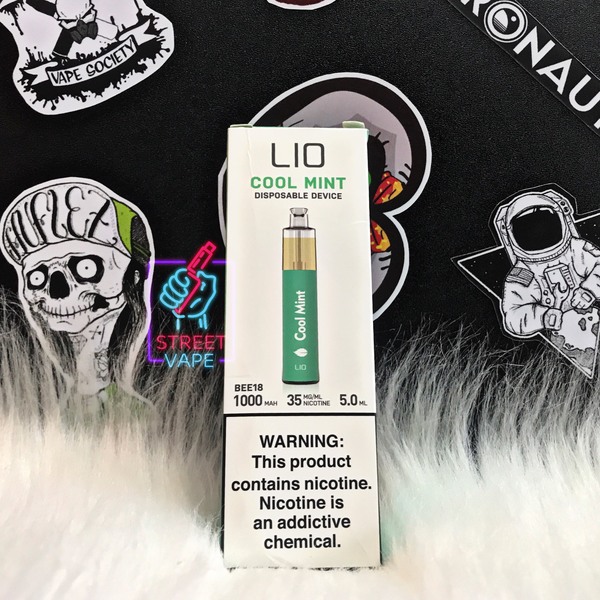 VAPE SOCIETY
RONAUT
LIO
COOL MINT
DISPOSABLE DEVICE
Cool Mint
LIO
STREET
VAPE
BEE18
1000 MAH 35 MG/ML NICOTINE 5.0 ML
WARNING:
This product
contains nicotine.
Nicotine is
an addictive
chemical.